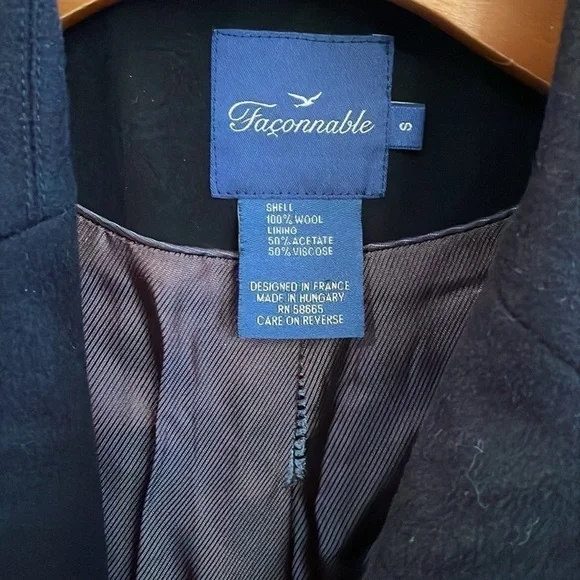 Façonnable
S
SHELL
100% WOOL
LINING
50% ACETATE
50% VISCOSE
DESIGNED IN FRANCE
MADE IN HUNGARY
RN 58665
CARE ON REVERSE